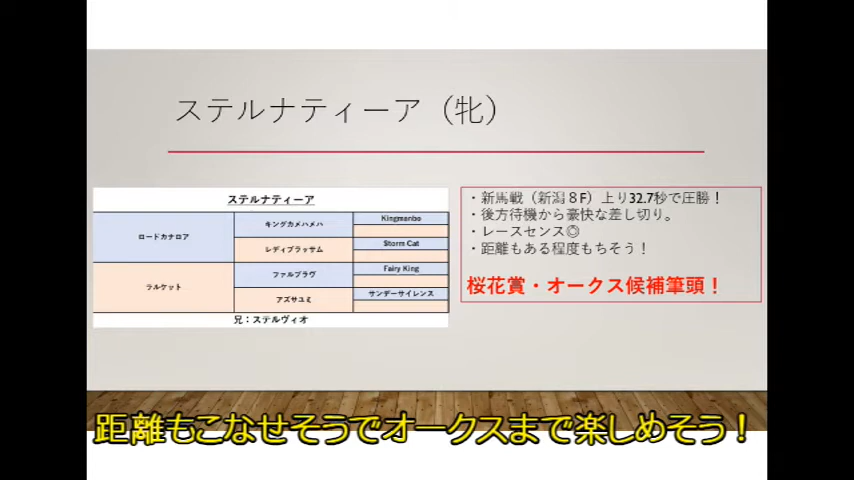 ステルナティーア（牝）
ステルナティーア
ロードカナロア
キングカメハメハ
Kingmanbo
レディブラッサム
Storm Cat
ラルケット
ファルブラヴ
Fairy King
アズサユミ
サンデーサイレンス
兄：ステルヴィオ
・新馬戦（新潟８F）上り32.7秒で圧勝！
・後方待機から豪快な差し切り。
・レースセンス◎
・距離もある程度もちそう！
桜花賞・オークス候補筆頭！
距離もこなせそうでオークスまで楽しめそう！